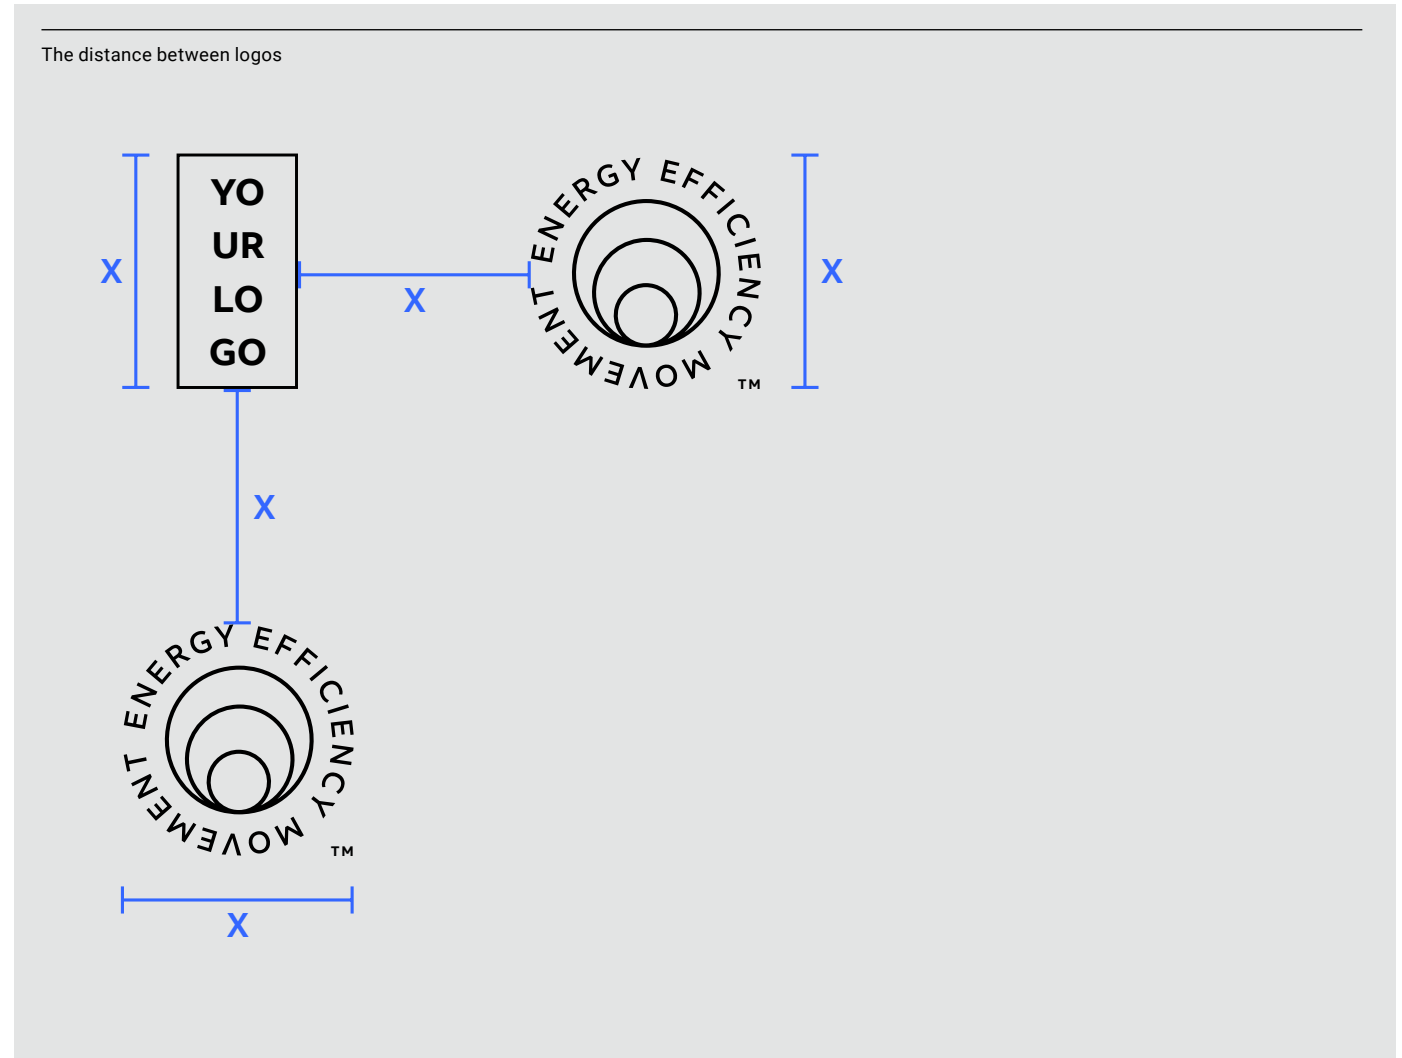 The distance between logos
YO
UR
LO
GO
X
X
ENERGY EFFICIENCY MOVEMENT
TM
X
X
ENERGY EFFICIENCY MOVEMENT
TM
X